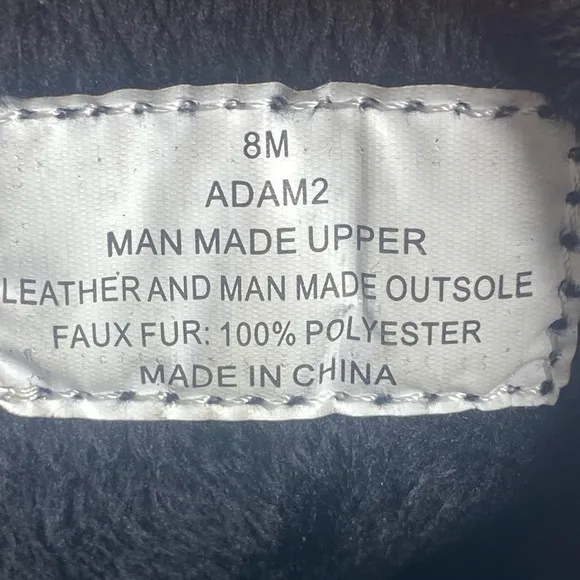 8M
ADAM2
MAN MADE UPPER
LEATHER AND MAN MADE OUTSOLE
FAUX FUR: 100% POLYESTER
MADE IN CHINA